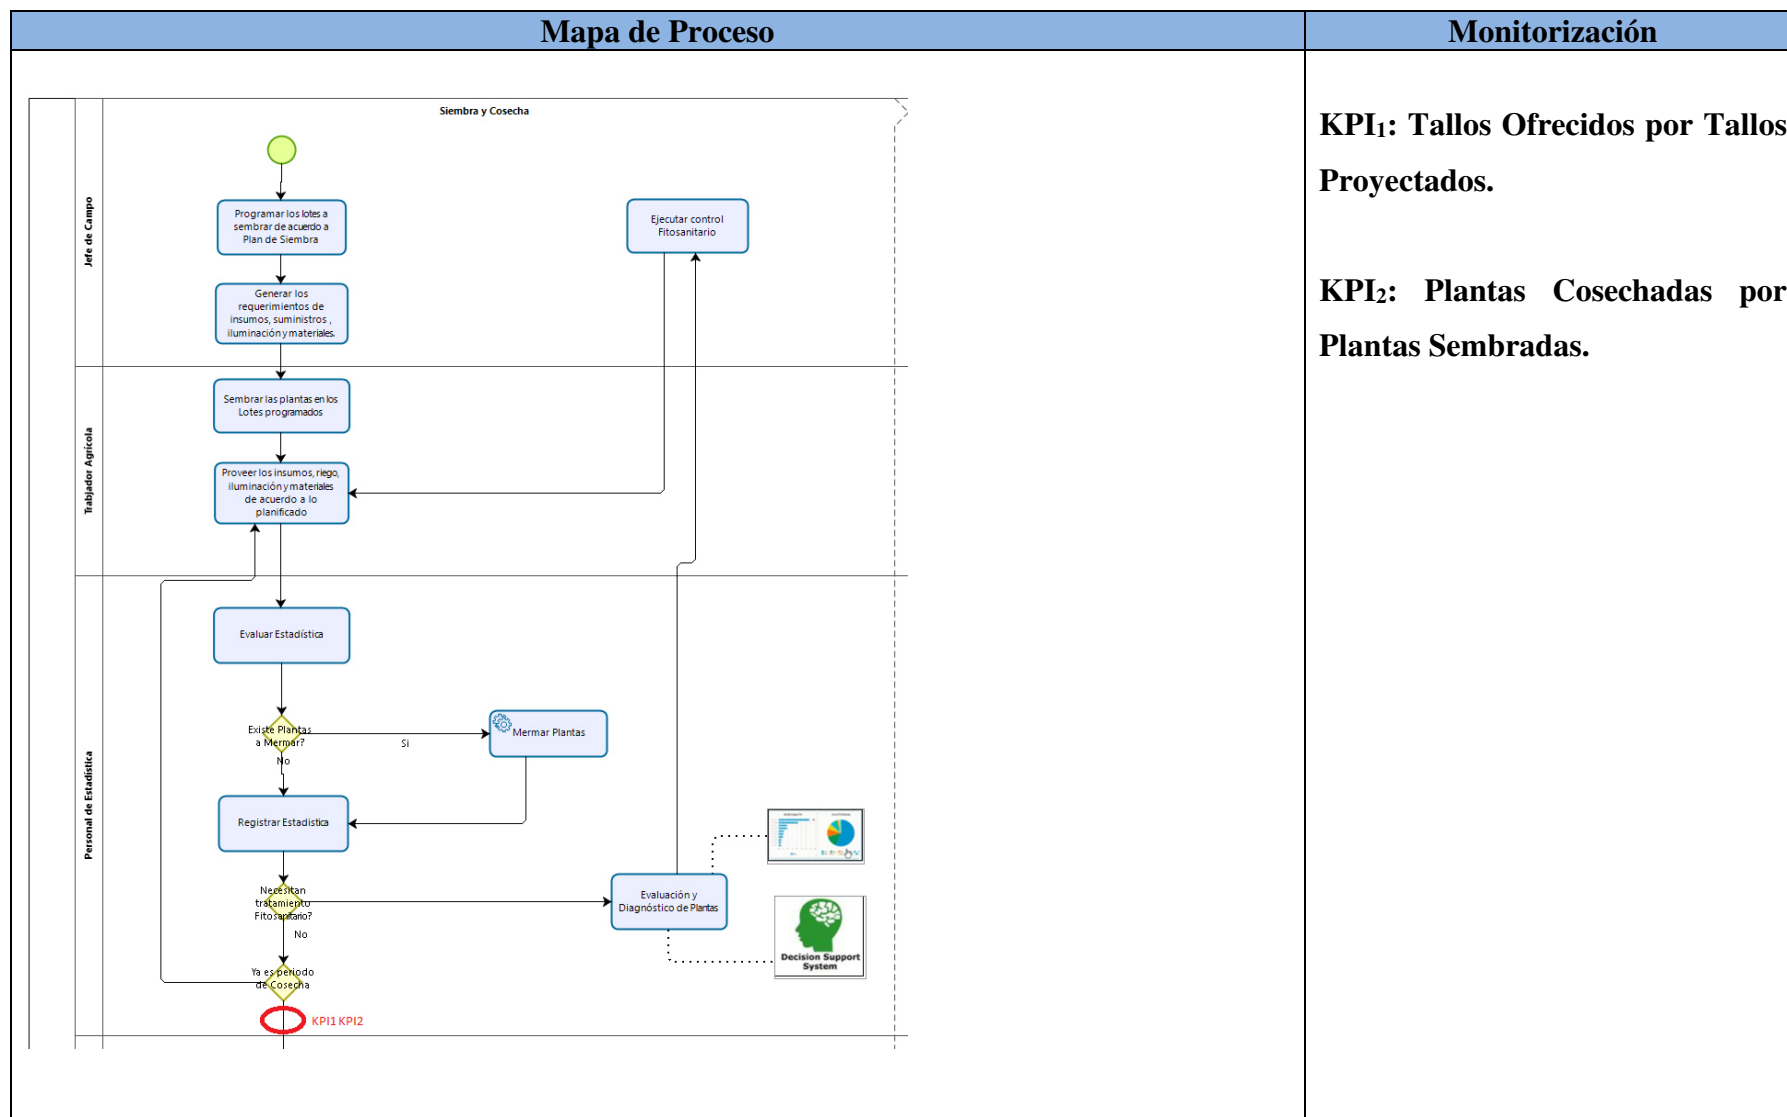 Mapa de Proceso
Monitorización
Siembra y Cosecha
Jefe de Campo
Programar los lotes a
sembrar de acuerdo a
Plan de Siembra
Ejecutar control
Fitosanitario
Generar los
requerimientos de
insumos, suministros ,
iluminación y materiales.
Trabjador Agrícola
Sembrar las plantas en los
Lotes programados
Proveer los insumos, riego,
iluminación y materiales
de acuerdo a lo
planificado
Personal de Estadística
Evaluar Estadística
Existe Plantas
a Mermar?
Si
No
Mermar Plantas
Registrar Estadistica
Necesitan
tratamiento
Fitosanitario?
No
Evaluación y
Diagnóstico de Plantas
Decision Support
System
Ya es periodo
de Cosecha
KPI1 KPI2
KPI1: Tallos Ofrecidos por Tallos
Proyectados.
KPI2: Plantas Cosechadas por
Plantas Sembradas.